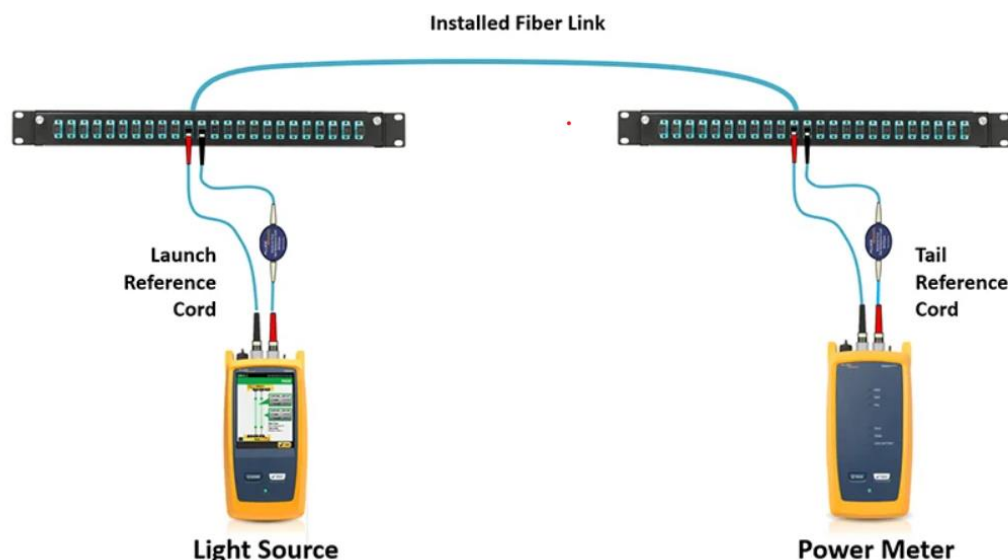 Installed Fiber Link
Launch
Reference
Cord
Tail
Reference
Cord
Light Source
Power Meter